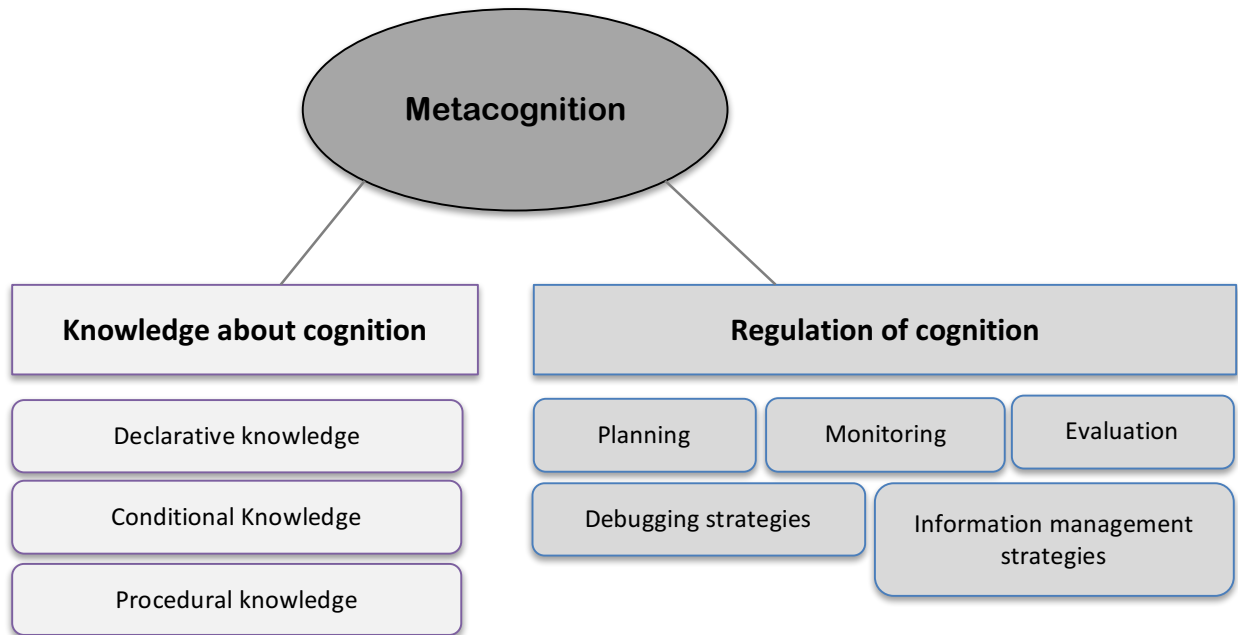 Metacognition
Knowledge about cognition
Declarative knowledge
Conditional Knowledge
Procedural knowledge
Regulation of cognition
Planning
Monitoring
Evaluation
Debugging strategies
Information management
strategies